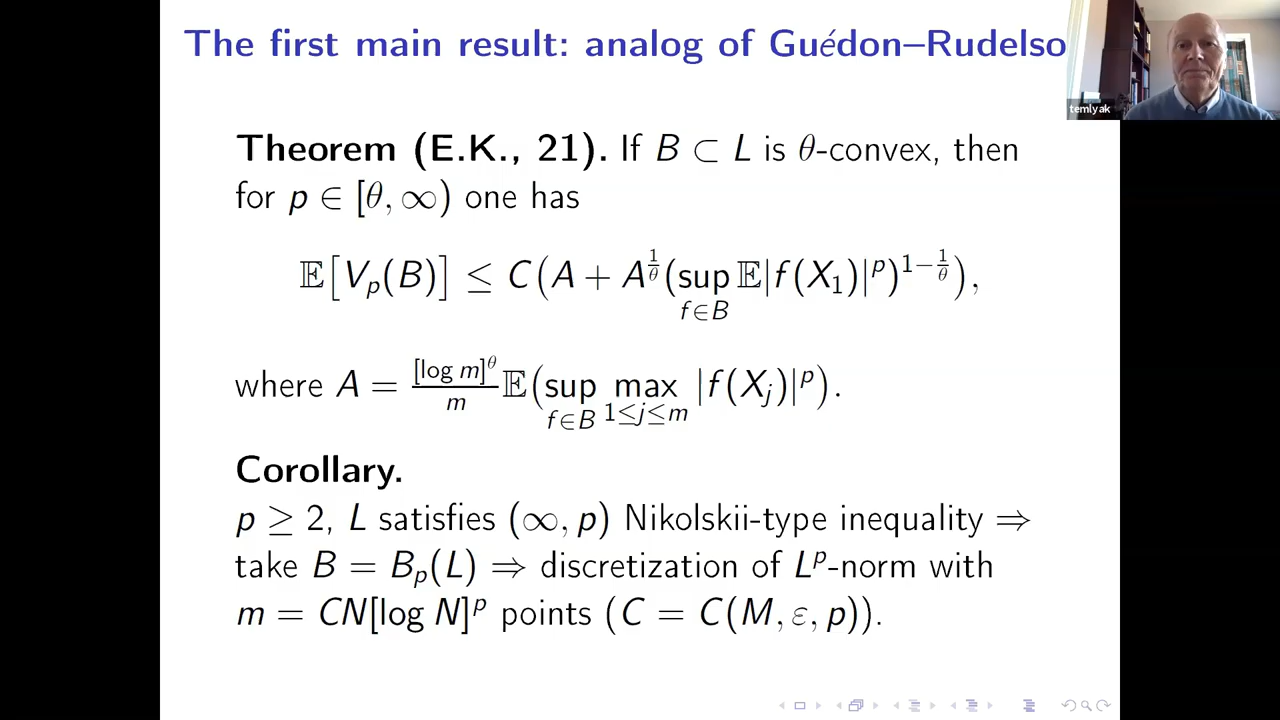 The first main result: analog of Guédon–Rudelso
temlyak
Theorem (E.K., 21). If B ⊂ L is θ-convex, then
for p ∈ [θ, ∞) one has
𝔼[V_p(B)] ≤ C(A + A^{1/θ}(sup_{f∈B} 𝔼|f(X_1)|^p)^{1−1/θ}),
where A = [log m]^θ/m 𝔼(sup_{f∈B} max_{1≤j≤m} |f(X_j)|^p).
Corollary.
p ≥ 2, L satisfies (∞, p) Nikolskii-type inequality ⇒
take B = B_p(L) ⇒ discretization of L^p-norm with
m = CN[log N]^p points (C = C(M, ε, p)).